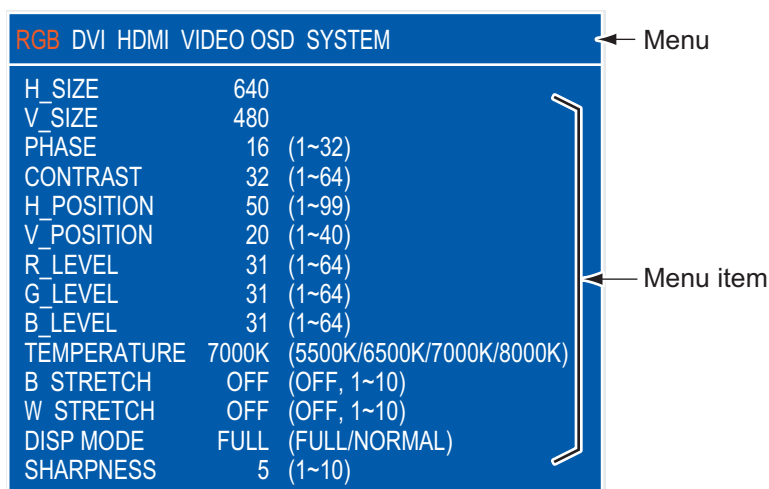 RGB DVI HDMI VIDEO OSD SYSTEM
Menu
H_SIZE 640
V_SIZE 480
PHASE 16 (1~32)
CONTRAST 32 (1~64)
H_POSITION 50 (1~99)
V_POSITION 20 (1~40)
R_LEVEL 31 (1~64)
G_LEVEL 31 (1~64)
B_LEVEL 31 (1~64)
TEMPERATURE 7000K (5500K/6500K/7000K/8000K)
B STRETCH OFF (OFF, 1~10)
W STRETCH OFF (OFF, 1~10)
DISP MODE FULL (FULL/NORMAL)
SHARPNESS 5 (1~10)
Menu item